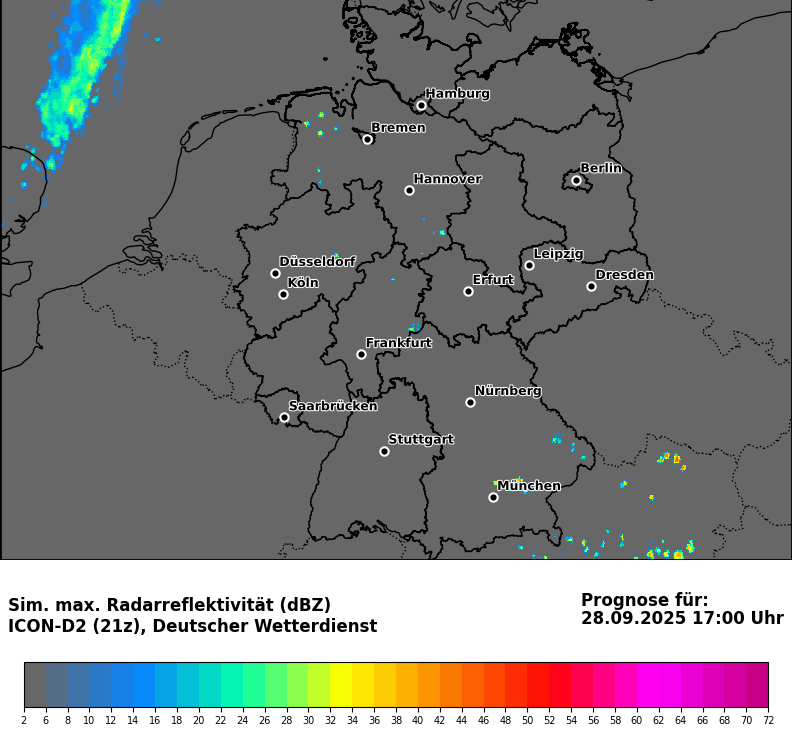 Hamburg
Bremen
Berlin
Hannover
Leipzig
Düsseldorf
Dresden
Erfurt
Köln
Frankfurt
Nürnberg
Saarbrücken
Stuttgart
München
Sim. max. Radarreflektivität (dBZ)
ICON-D2 (21z), Deutscher Wetterdienst
Prognose für:
28.09.2025 17:00 Uhr
2 6 8 10 12 14 16 18 20 22 24 26 28 30 32 34 36 38 40 42 44 46 48 50 52 54 56 58 60 62 64 66 68 70 72